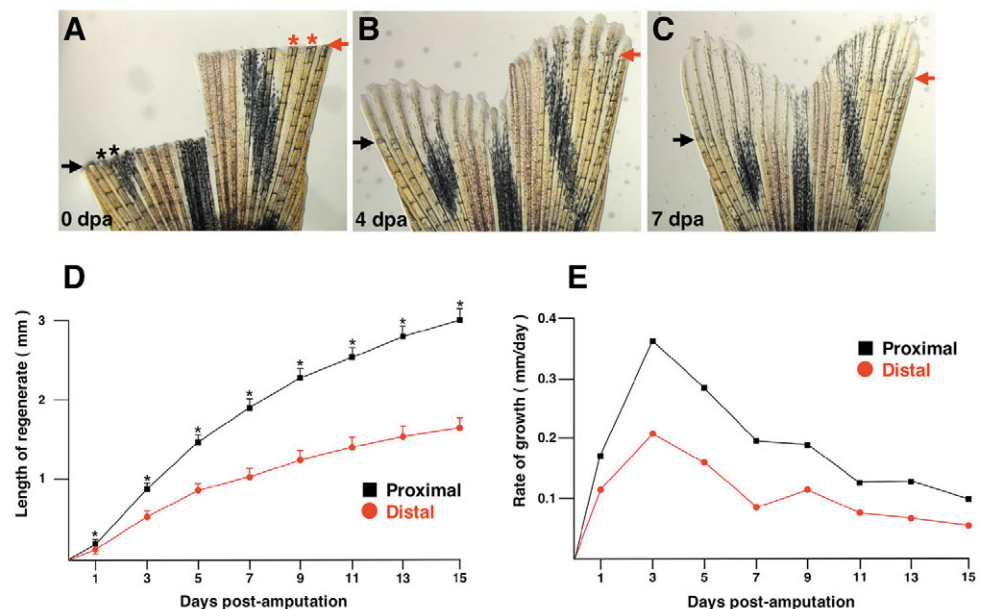 A
B
C
* *
* *
0 dpa
4 dpa
7 dpa
D
Length of regenerate ( mm )
3
2
1
* * * * * * * *
Proximal
Distal
1 3 5 7 9 11 13 15
Days post-amputation
E
Rate of growth ( mm/day )
0.4
0.3
0.2
0.1
Proximal
Distal
1 3 5 7 9 11 13 15
Days post-amputation